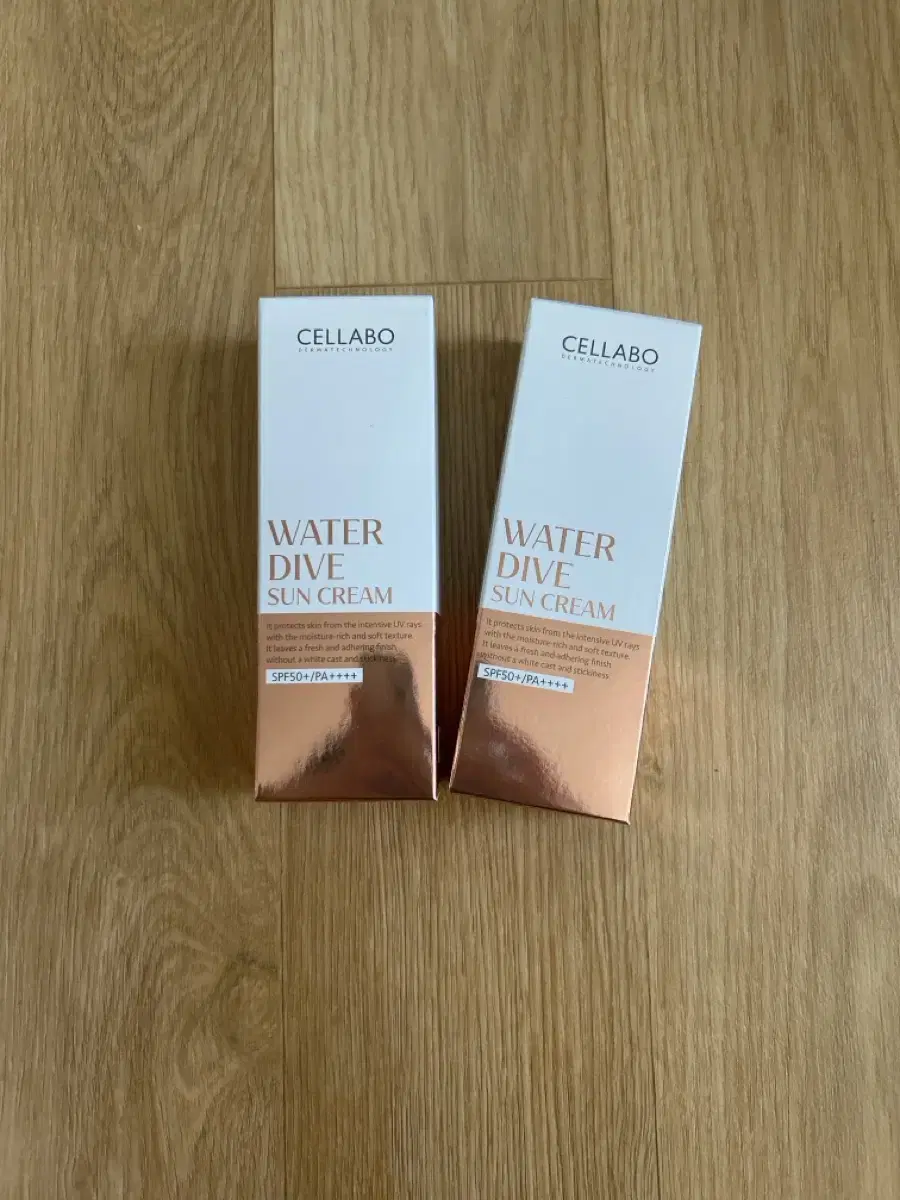 CELLABO
DERMATECHNOLOGY
WATER
DIVE
SUN CREAM
It protects skin from the intensive UV rays
with the moisture-rich and soft texture.
It leaves a fresh and adhering finish
without a white cast and stickiness
SPF50+/PA++++
CELLABO
DERMATECHNOLOGY
WATER
DIVE
SUN CREAM
It protects skin from the intensive UV rays
with the moisture-rich and soft texture.
It leaves a fresh and adhering finish
without a white cast and stickiness
SPF50+/PA++++